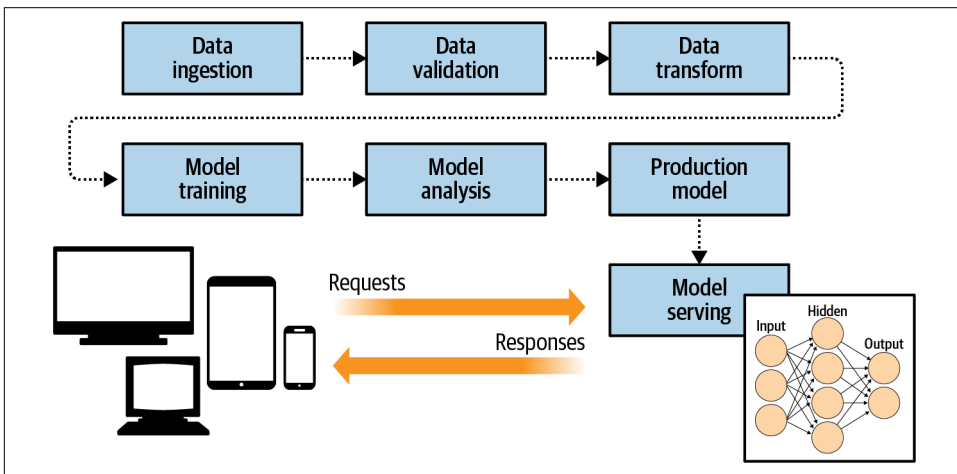 Data
ingestion
Data
validation
Data
transform
Model
training
Model
analysis
Production
model
Requests
Responses
Model
serving
Input
Hidden
Output